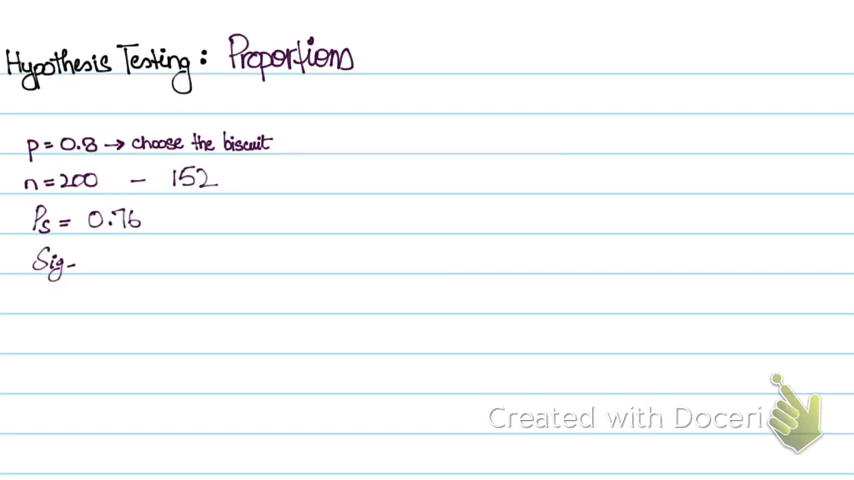 Hypothesis Testing: Proportions
p = 0.8 → choose the biscuit
n = 200 - 152
Ps = 0.76
Sig-
Created with Doceri